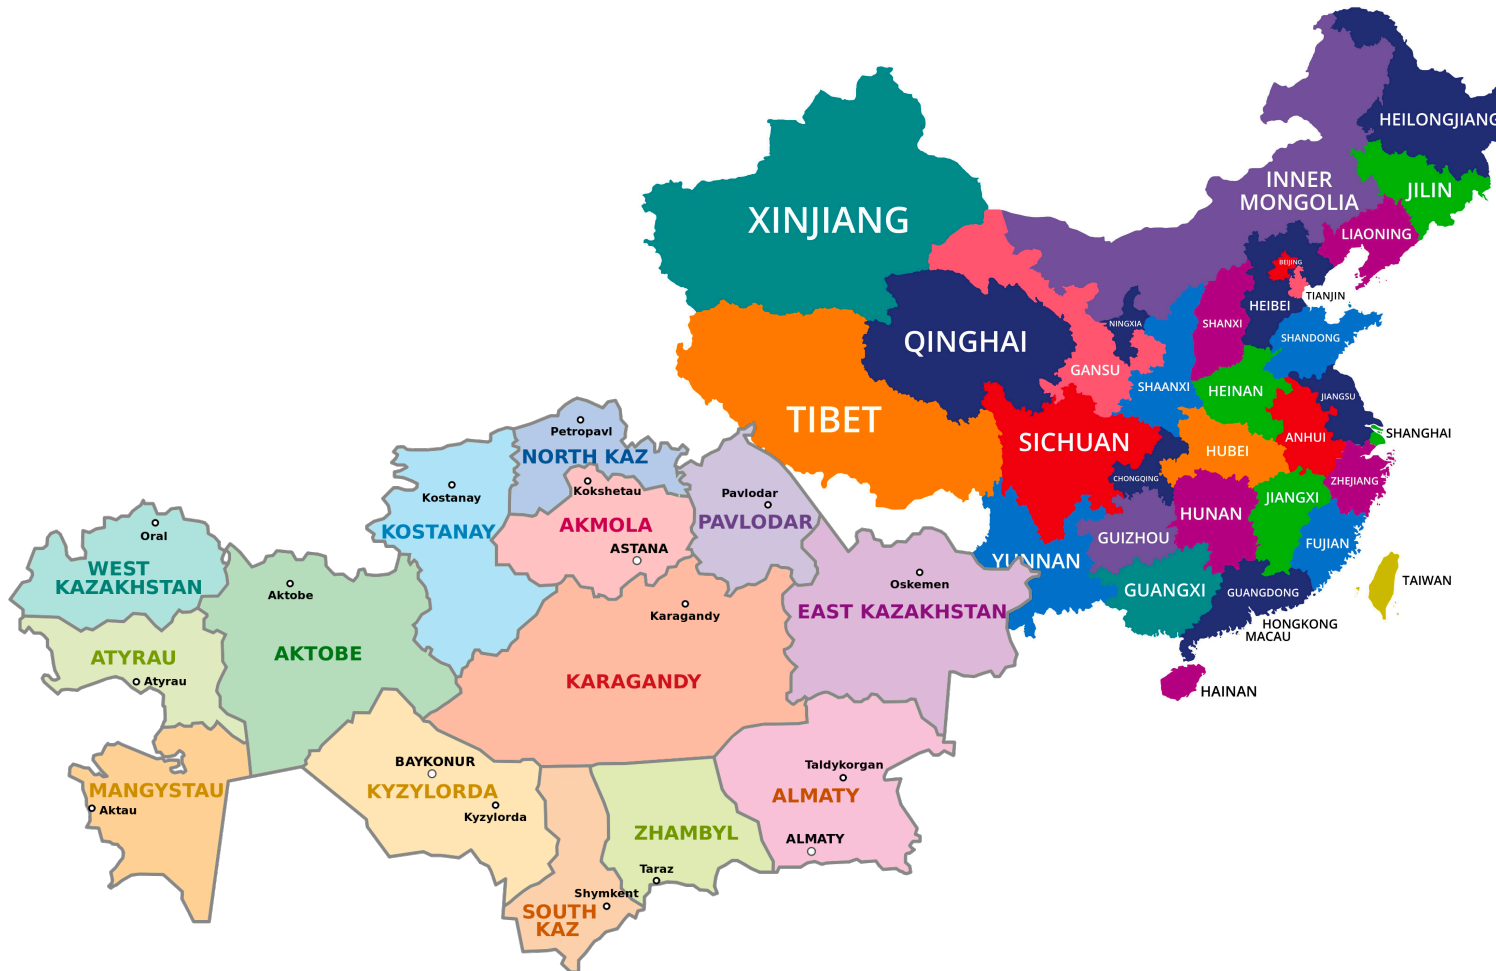 HEILONGJIANG
INNER
MONGOLIA
JILIN
XINJIANG
LIAONING
BEIJING
TIANJIN
HEIBEI
NINGXIA
SHANXI
SHANDONG
QINGHAI
GANSU
SHAANXI
HEINAN
JIANGSU
TIBET
SICHUAN
ANHUI
SHANGHAI
HUBEI
CHONGQING
ZHEJIANG
JIANGXI
HUNAN
GUIZHOU
FUJIAN
YUNNAN
GUANGXI
GUANGDONG
TAIWAN
HONGKONG
MACAU
HAINAN
Petropavl
NORTH KAZ
Kokshetau
Kostanay
KOSTANAY
AKMOLA
ASTANA
Pavlodar
PAVLODAR
Oral
WEST
KAZAKHSTAN
Aktobe
AKTOBE
Karagandy
KARAGANDY
Oskemen
EAST KAZAKHSTAN
ATYRAU
Atyrau
MANGYSTAU
Aktau
BAYKONUR
KYZYLORDA
Kyzylorda
Taldykorgan
ALMATY
ALMATY
ZHAMBYL
Taraz
Shymkent
SOUTH
KAZ